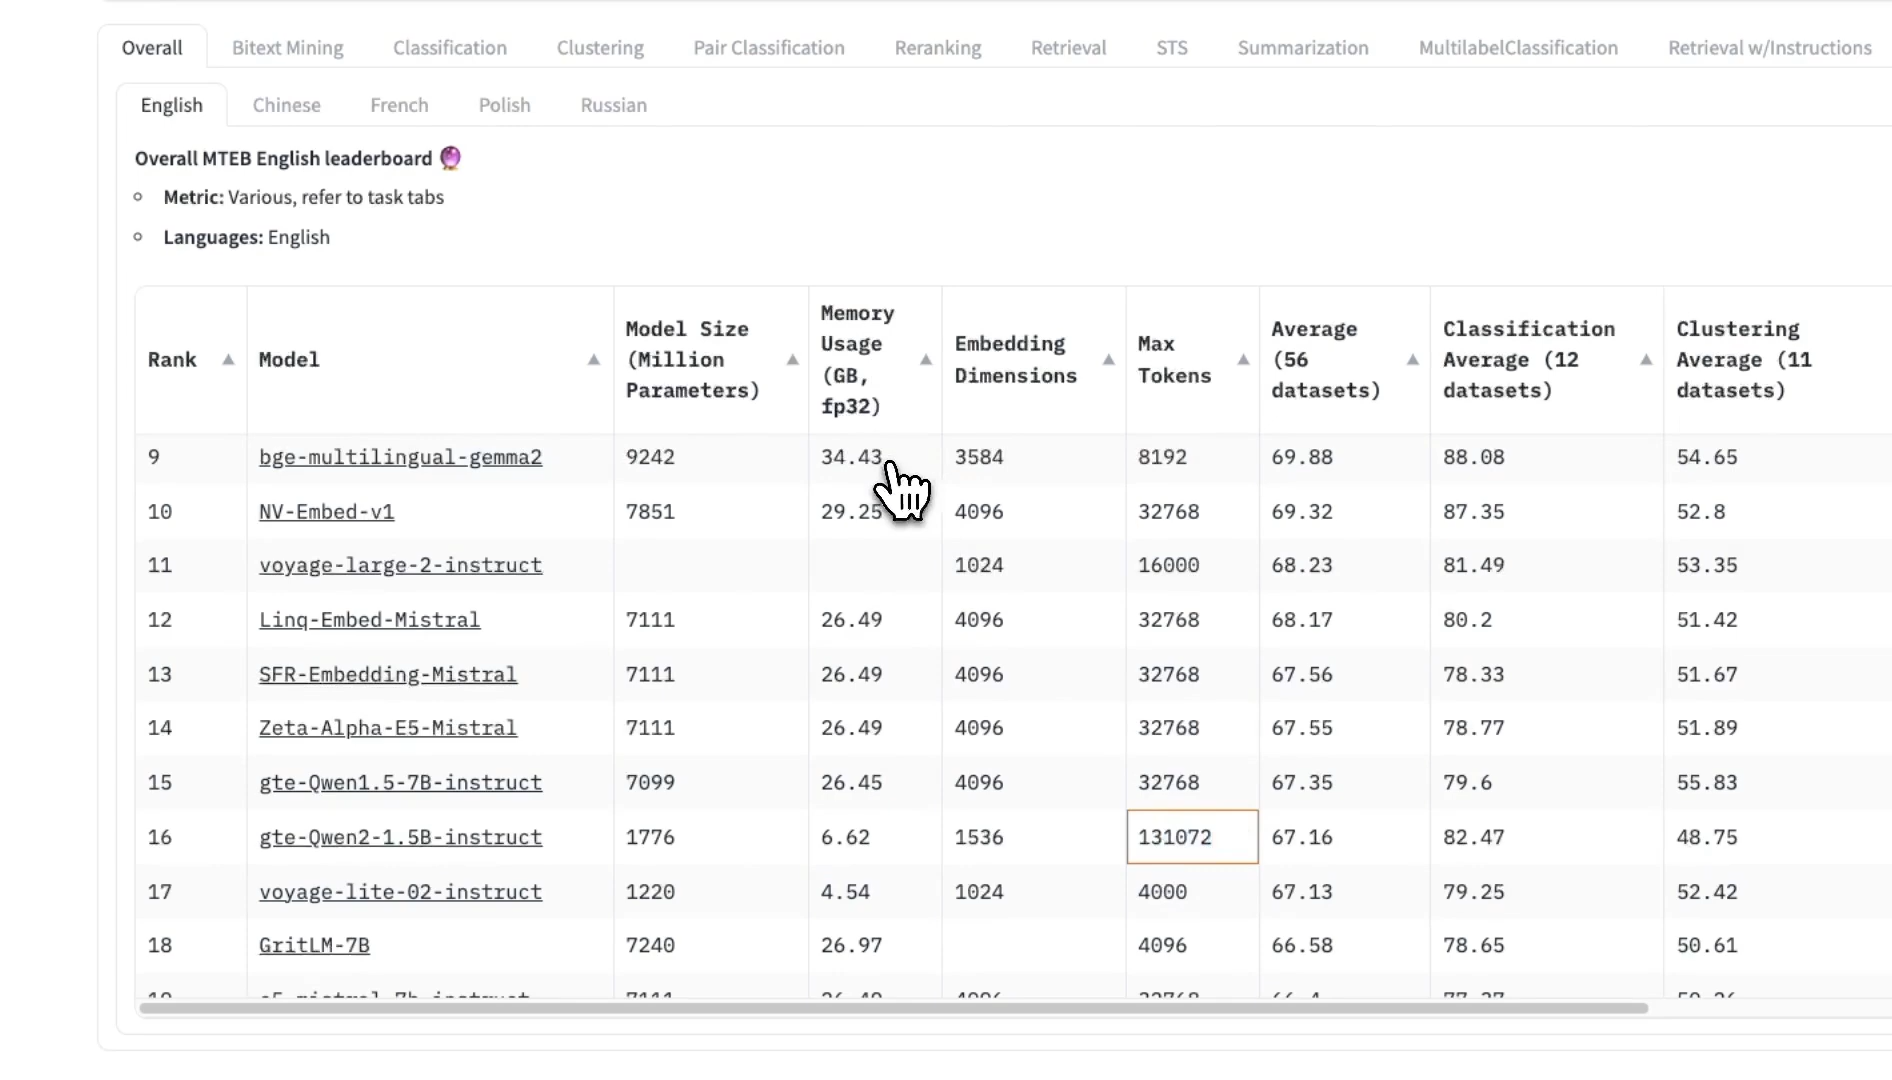 Overall Bitext Mining Classification Clustering Pair Classification Reranking Retrieval STS Summarization MultilabelClassification Retrieval w/Instructions
English Chinese French Polish Russian
Overall MTEB English leaderboard 🔮
Metric: Various, refer to task tabs
Languages: English
Rank Model Model Size (Million Parameters) Memory Usage (GB, fp32) Embedding Dimensions Max Tokens Average (56 datasets) Classification Average (12 datasets) Clustering Average (11 datasets)
9 bge-multilingual-gemma2 9242 34.43 3584 8192 69.88 88.08 54.65
10 NV-Embed-v1 7851 29.25 4096 32768 69.32 87.35 52.8
11 voyage-large-2-instruct 1024 16000 68.23 81.49 53.35
12 Linq-Embed-Mistral 7111 26.49 4096 32768 68.17 80.2 51.42
13 SFR-Embedding-Mistral 7111 26.49 4096 32768 67.56 78.33 51.67
14 Zeta-Alpha-E5-Mistral 7111 26.49 4096 32768 67.55 78.77 51.89
15 gte-Qwen1.5-7B-instruct 7099 26.45 4096 32768 67.35 79.6 55.83
16 gte-Qwen2-1.5B-instruct 1776 6.62 1536 131072 67.16 82.47 48.75
17 voyage-lite-02-instruct 1220 4.54 1024 4000 67.13 79.25 52.42
18 GritLM-7B 7240 26.97 4096 66.58 78.65 50.61